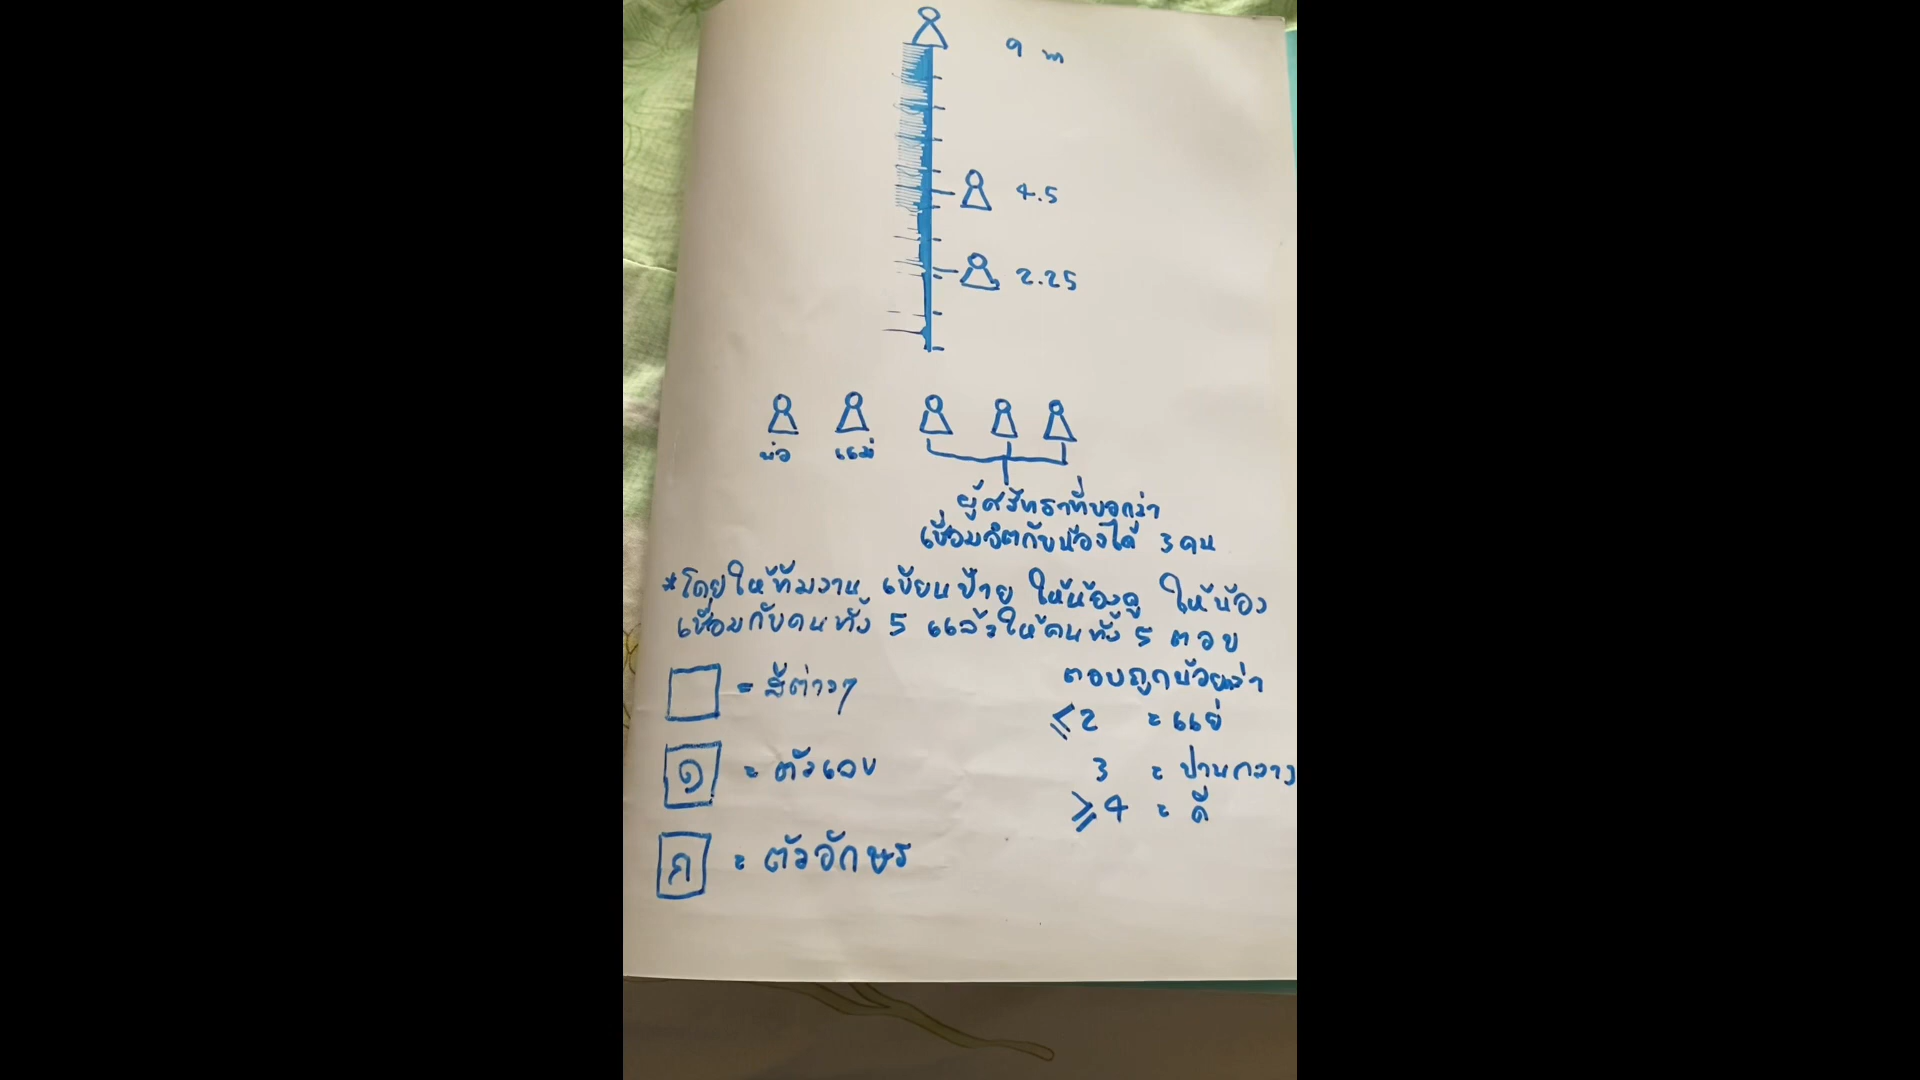 9 m
4.5
2.25
พ่อ แม่
ผู้ศรัทธาที่บอกว่า
เชื่อมจิตกับน้องได้ 3 คน
*โดยให้ทีมงาน เขียนป้าย ให้น้องดู ให้น้อง
เชื่อมกับคนทั้ง 5 แล้วให้คนทั้ง 5 ตอบ
= สีต่างๆ
๑ = ตัวเลข
ก = ตัวอักษร
ตอบถูกน้อยกว่า
≤2 = แย่
3 = ปานกลาง
≥4 = ดี